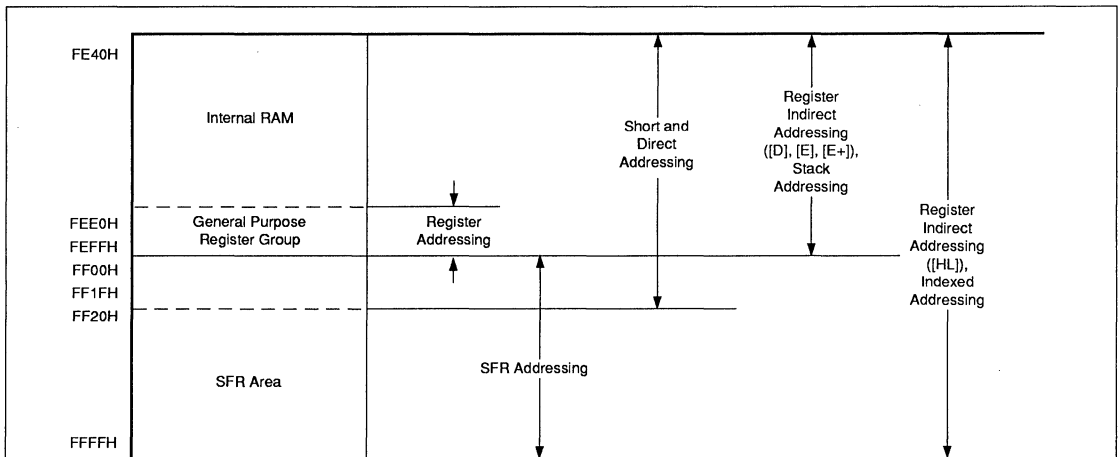 FE40H
Internal RAM
Short and
Direct
Addressing
Register
Indirect
Addressing
([D], [E], [E+]),
Stack
Addressing
Register
Indirect
Addressing
([HL]),
Indexed
Addressing
FEE0H
FEFFH
General Purpose
Register Group
Register
Addressing
FF00H
FF1FH
FF20H
SFR Area
SFR Addressing
FFFFH